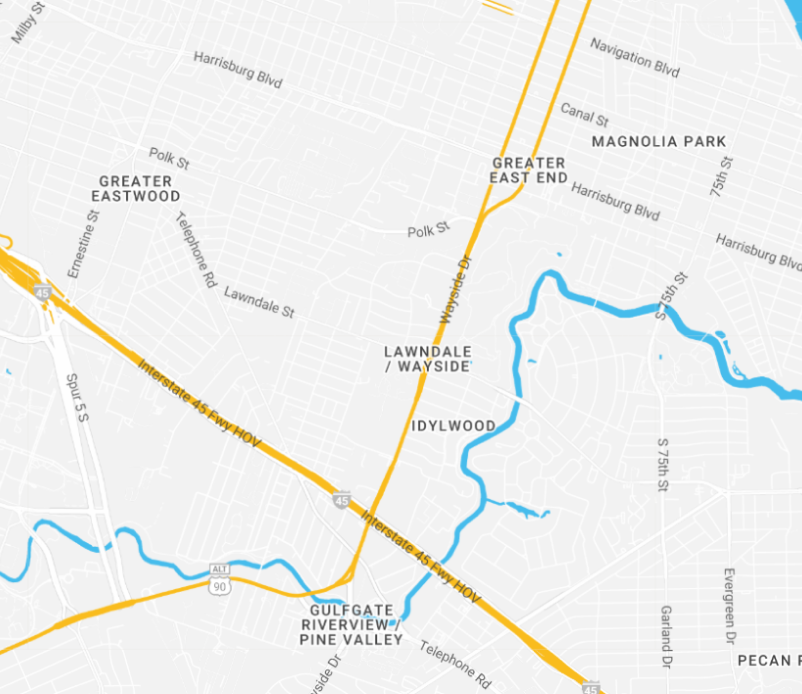 Milby St
Harrisburg Blvd
Navigation Blvd
Canal St
MAGNOLIA PARK
Polk St
GREATER
EAST END
75th St
GREATER
EASTWOOD
Harrisburg Blvd
Ernestine St
Telephone Rd
Polk St
Harrisburg Blvd
45
Wayside Dr
Lawndale St
S 75th St
LAWNDALE
/ WAYSIDE
Spur 5 S
Interstate 45 Fwy HOV
IDYLWOOD
S 75th St
45
Interstate 45 Fwy HOV
ALT
90
GULFGATE
RIVERVIEW /
PINE VALLEY
Evergreen Dr
Garland Dr
Telephone Rd
yside Dr
PECAN P
45